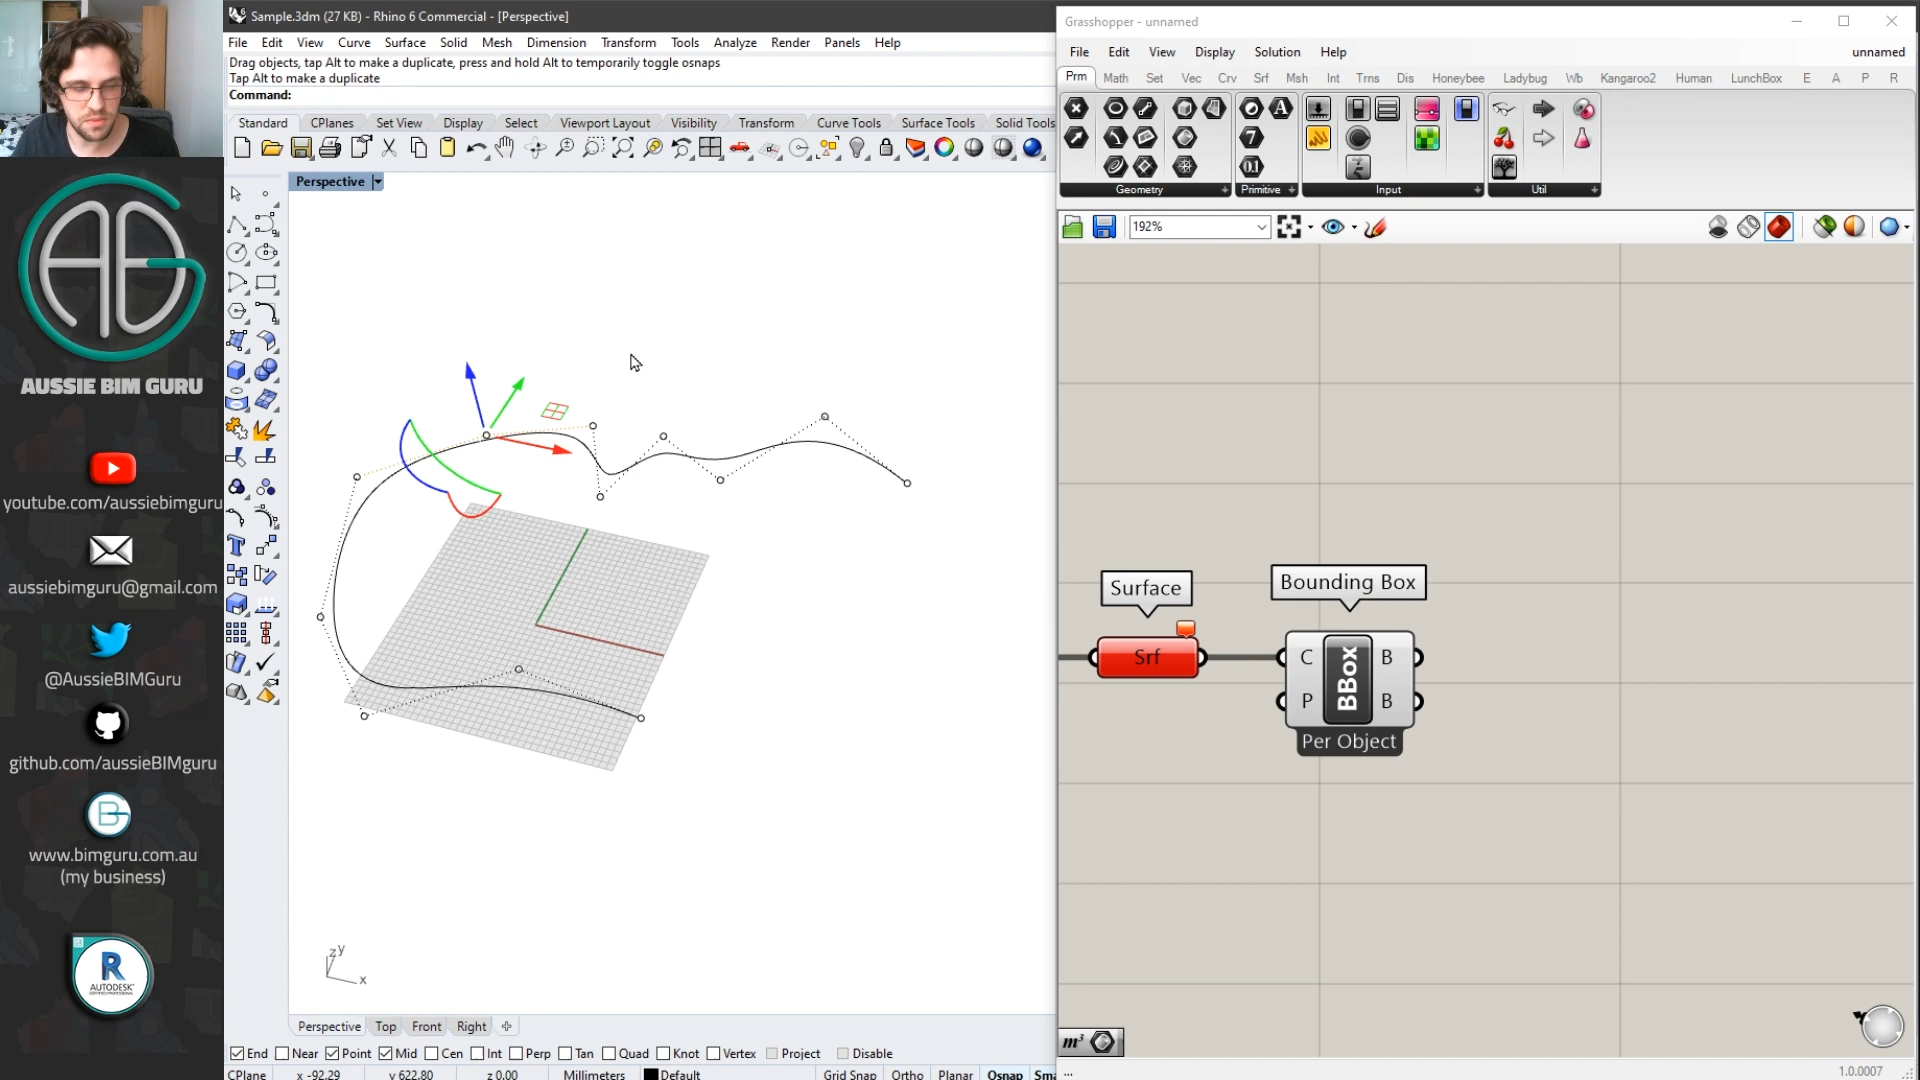 Sample.3dm (27 KB) - Rhino 6 Commercial - [Perspective]
File Edit View Curve Surface Solid Mesh Dimension Transform Tools Analyze Render Panels Help
Drag objects, tap Alt to make a duplicate, press and hold Alt to temporarily toggle osnaps
Tap Alt to make a duplicate
Command:
Standard CPlanes Set View Display Select Viewport Layout Visibility Transform Curve Tools Surface Tools Solid Tools
Perspective
z y
x
Perspective Top Front Right
End Near Point Mid Cen Int Perp Tan Quad Knot Vertex Project Disable
CPlane x -92.29 y 622.80 z 0.00 Millimeters Default Grid Snap Ortho Planar Osnap Sma
AUSSIE BIM GURU
youtube.com/aussiebimguru
aussiebimguru@gmail.com
@AussieBIMGuru
github.com/aussieBIMguru
www.bimguru.com.au
(my business)
R
AUTODESK
Grasshopper - unnamed
File Edit View Display Solution Help unnamed
Prm Math Set Vec Crv Srf Msh Int Trns Dis Honeybee Ladybug Wb Kangaroo2 Human LunchBox E A P R
Geometry Primitive Input Util
192%
Surface
Srf
Bounding Box
C BBox B
P B
Per Object
m³
...
1.0.0007